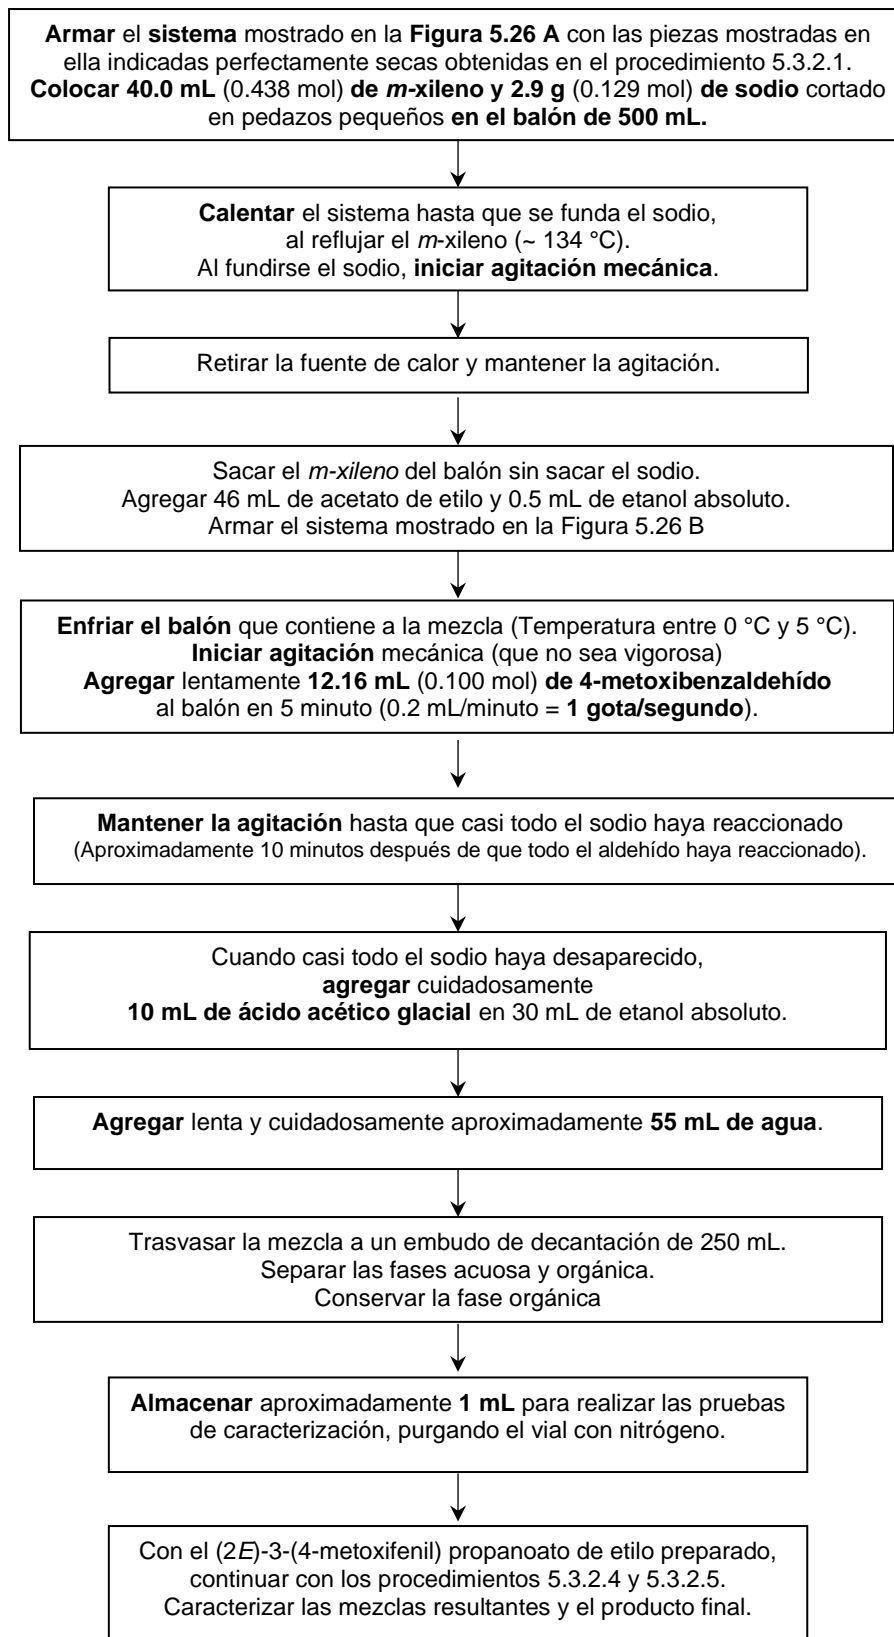 Armar el sistema mostrado en la Figura 5.26 A con las piezas mostradas en
ella indicadas perfectamente secas obtenidas en el procedimiento 5.3.2.1.
Colocar 40.0 mL (0.438 mol) de m-xileno y 2.9 g (0.129 mol) de sodio cortado
en pedazos pequeños en el balón de 500 mL.
Calentar el sistema hasta que se funda el sodio,
al reflujar el m-xileno (~ 134 °C).
Al fundirse el sodio, iniciar agitación mecánica.
Retirar la fuente de calor y mantener la agitación.
Sacar el m-xileno del balón sin sacar el sodio.
Agregar 46 mL de acetato de etilo y 0.5 mL de etanol absoluto.
Armar el sistema mostrado en la Figura 5.26 B
Enfriar el balón que contiene a la mezcla (Temperatura entre 0 °C y 5 °C).
Iniciar agitación mecánica (que no sea vigorosa)
Agregar lentamente 12.16 mL (0.100 mol) de 4-metoxibenzaldehído
al balón en 5 minuto (0.2 mL/minuto = 1 gota/segundo).
Mantener la agitación hasta que casi todo el sodio haya reaccionado
(Aproximadamente 10 minutos después de que todo el aldehído haya reaccionado).
Cuando casi todo el sodio haya desaparecido,
agregar cuidadosamente
10 mL de ácido acético glacial en 30 mL de etanol absoluto.
Agregar lenta y cuidadosamente aproximadamente 55 mL de agua.
Trasvasar la mezcla a un embudo de decantación de 250 mL.
Separar las fases acuosa y orgánica.
Conservar la fase orgánica
Almacenar aproximadamente 1 mL para realizar las pruebas
de caracterización, purgando el vial con nitrógeno.
Con el (2E)-3-(4-metoxifenil) propanoato de etilo preparado,
continuar con los procedimientos 5.3.2.4 y 5.3.2.5.
Caracterizar las mezclas resultantes y el producto final.